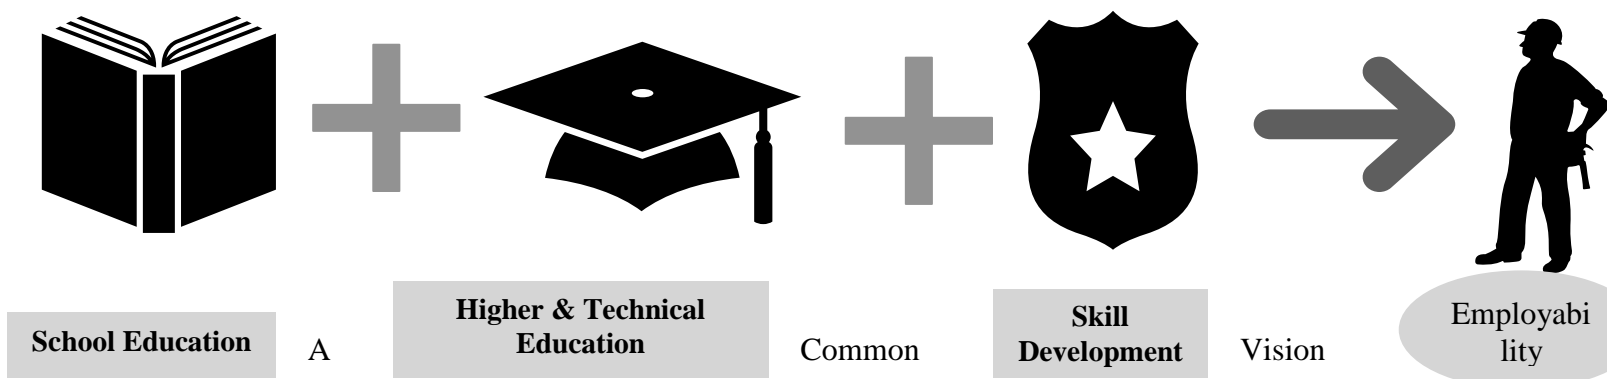 School Education
A
Higher & Technical
Education
Common
Skill
Development
Vision
Employabi
lity